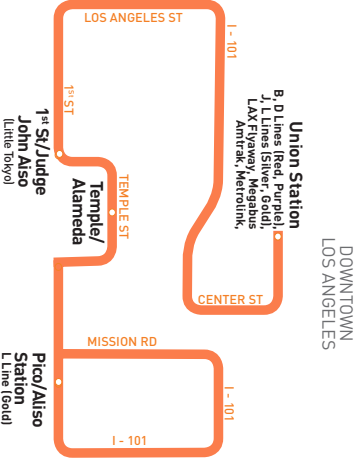 DOWNTOWN
LOS ANGELES
Union Station
B, D Lines (Red, Purple),
J, L Lines (Silver, Gold),
LAX Flyaway, Megabus
Amtrak, Metrolink,
I - 101
LOS ANGELES ST
CENTER ST
1ST ST
1st St/Judge
John Aiso
(Little Tokyo)
TEMPLE ST
Temple/
Alameda
MISSION RD
I - 101
I - 101
Pico/Aliso
Station
L Line (Gold)